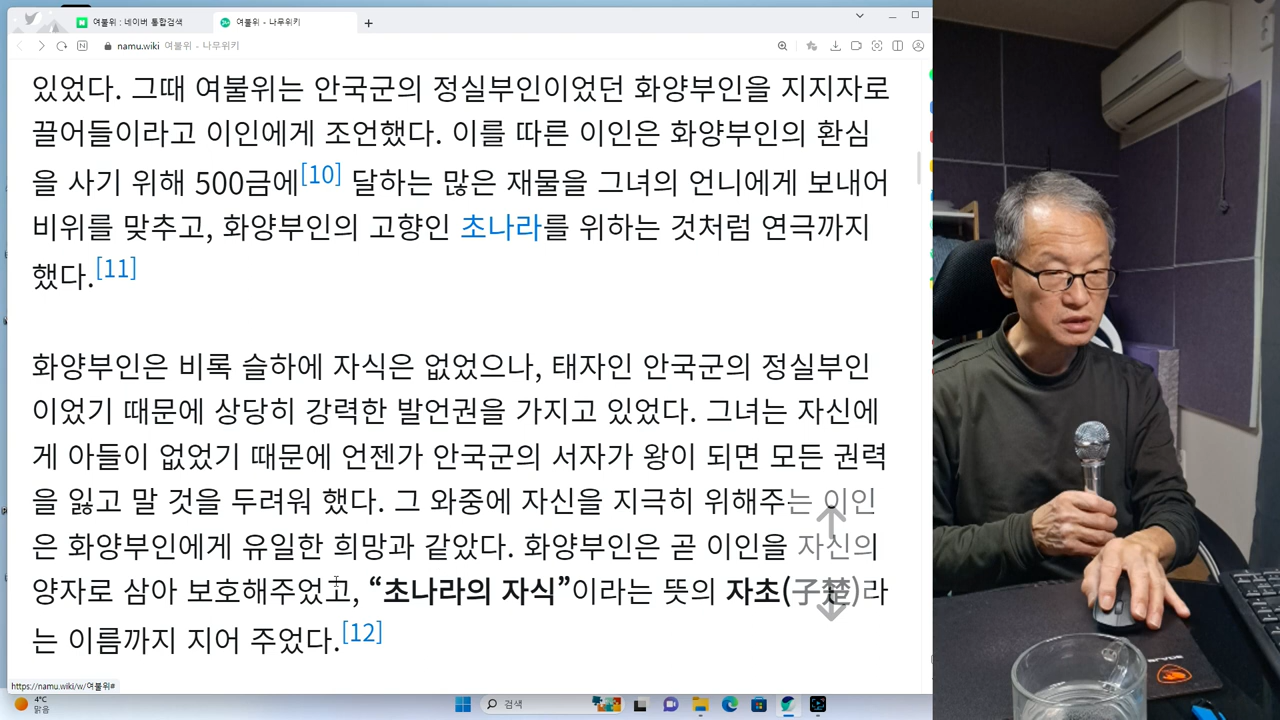 여불위 : 네이버 통합검색
여불위 - 나무위키
namu.wiki 여불위 - 나무위키
있었다. 그때 여불위는 안국군의 정실부인이었던 화양부인을 지지자로
끌어들이라고 이인에게 조언했다. 이를 따른 이인은 화양부인의 환심
을 사기 위해 500금에[10] 달하는 많은 재물을 그녀의 언니에게 보내어
비위를 맞추고, 화양부인의 고향인 초나라를 위하는 것처럼 연극까지
했다.[11]
화양부인은 비록 슬하에 자식은 없었으나, 태자인 안국군의 정실부인
이었기 때문에 상당히 강력한 발언권을 가지고 있었다. 그녀는 자신에
게 아들이 없었기 때문에 언젠가 안국군의 서자가 왕이 되면 모든 권력
을 잃고 말 것을 두려워 했다. 그 와중에 자신을 지극히 위해주는 이인
은 화양부인에게 유일한 희망과 같았다. 화양부인은 곧 이인을 자신의
양자로 삼아 보호해주었고, “초나라의 자식”이라는 뜻의 자초(子楚)라
는 이름까지 지어 주었다.[12]
https://namu.wiki/w/여불위#
4°C
맑음
검색